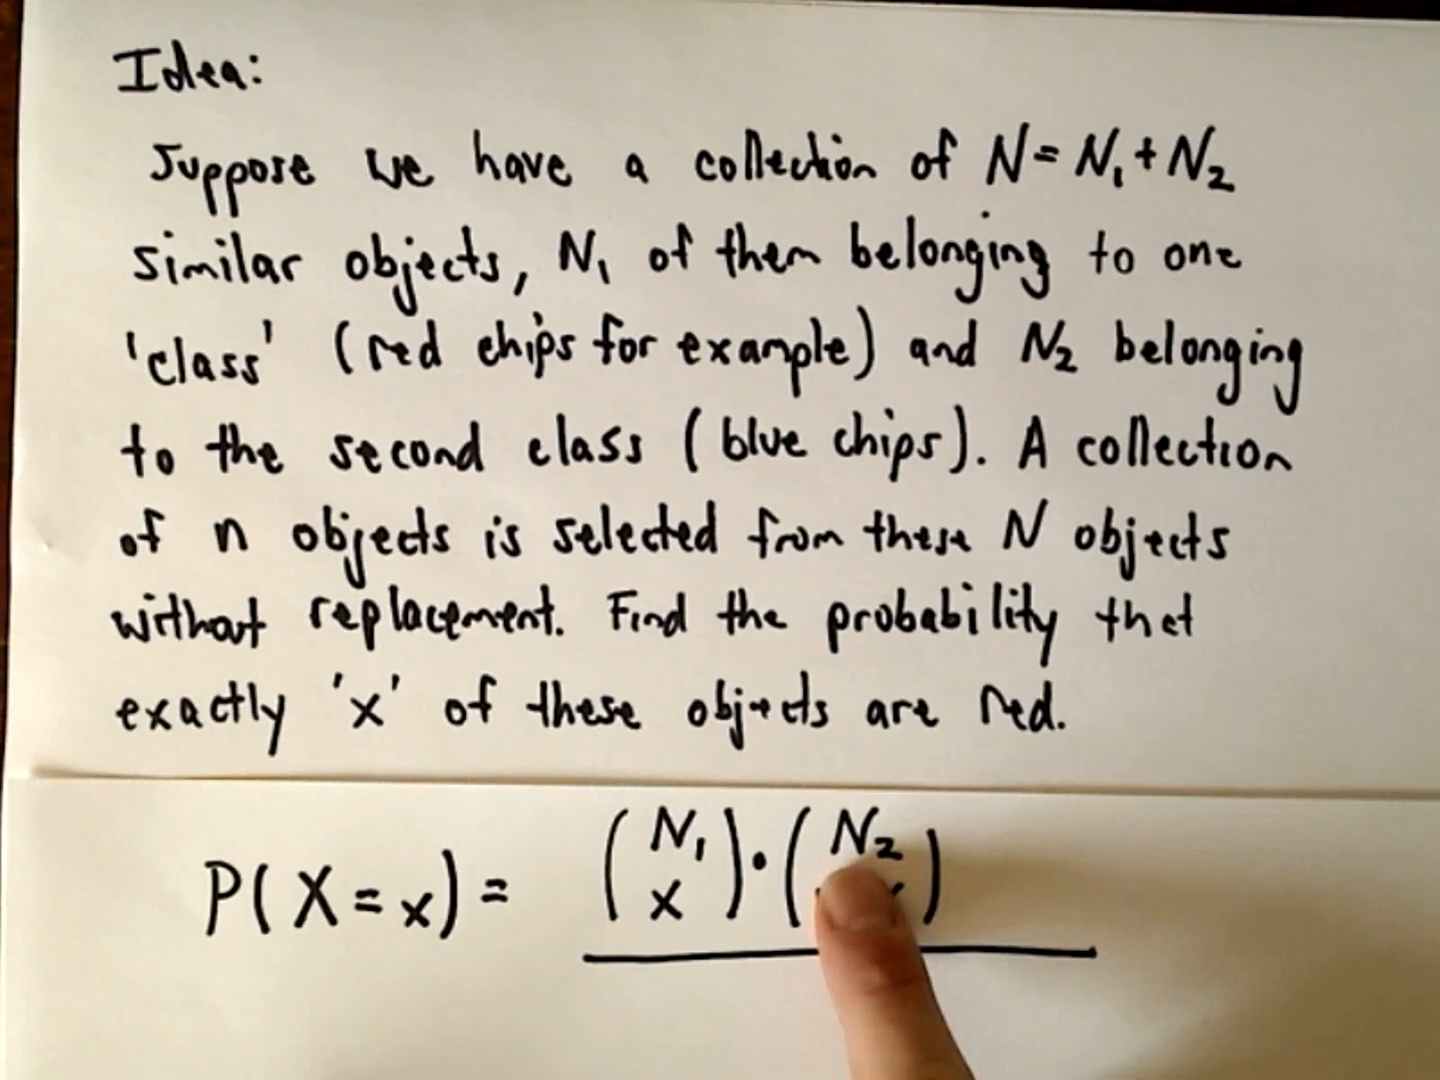 Idea:
Suppose we have a collection of N = N₁ + N₂
similar objects, N₁ of them belonging to one
'class' (red chips for example) and N₂ belonging
to the second class (blue chips). A collection
of n objects is selected from these N objects
without replacement. Find the probability that
exactly 'x' of these objects are red.
P(X = x) = (N₁ x) · (N₂